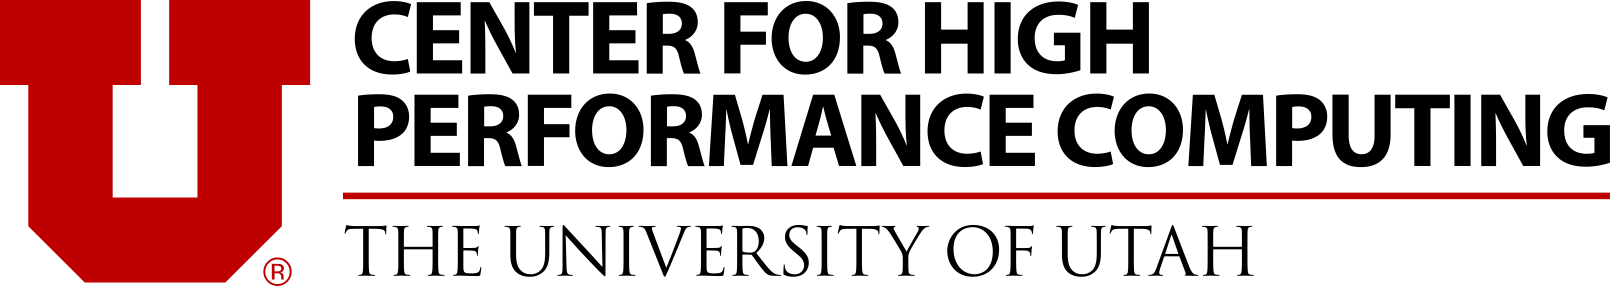 U
®
CENTER FOR HIGH
PERFORMANCE COMPUTING
THE UNIVERSITY OF UTAH